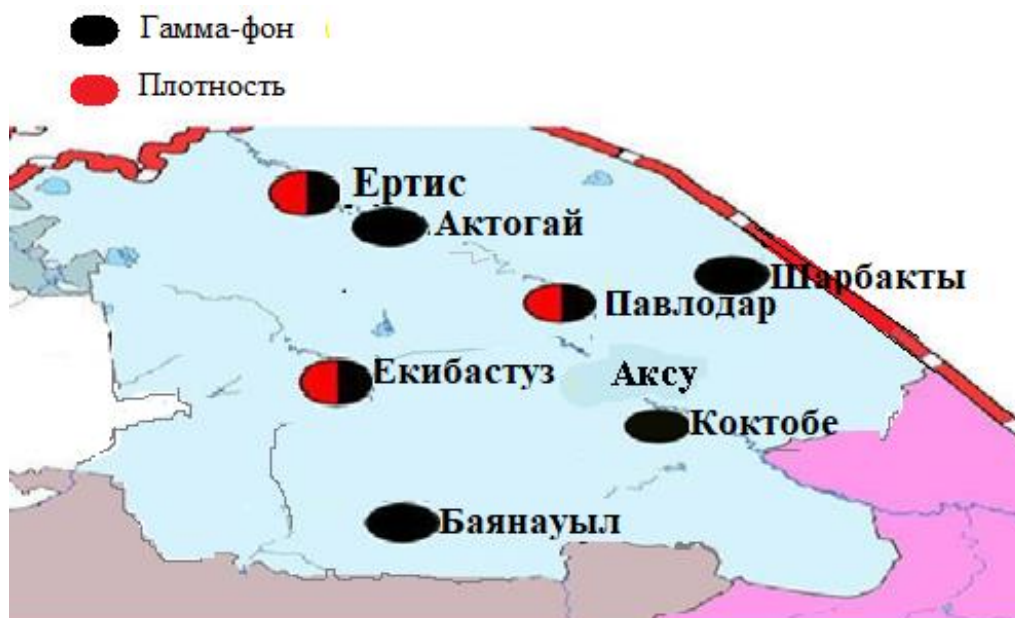 Гамма-фон
Плотность
Ертис
Актогай
Шарбакты
Павлодар
Екибастуз
Аксу
Коктобе
Баянауыл